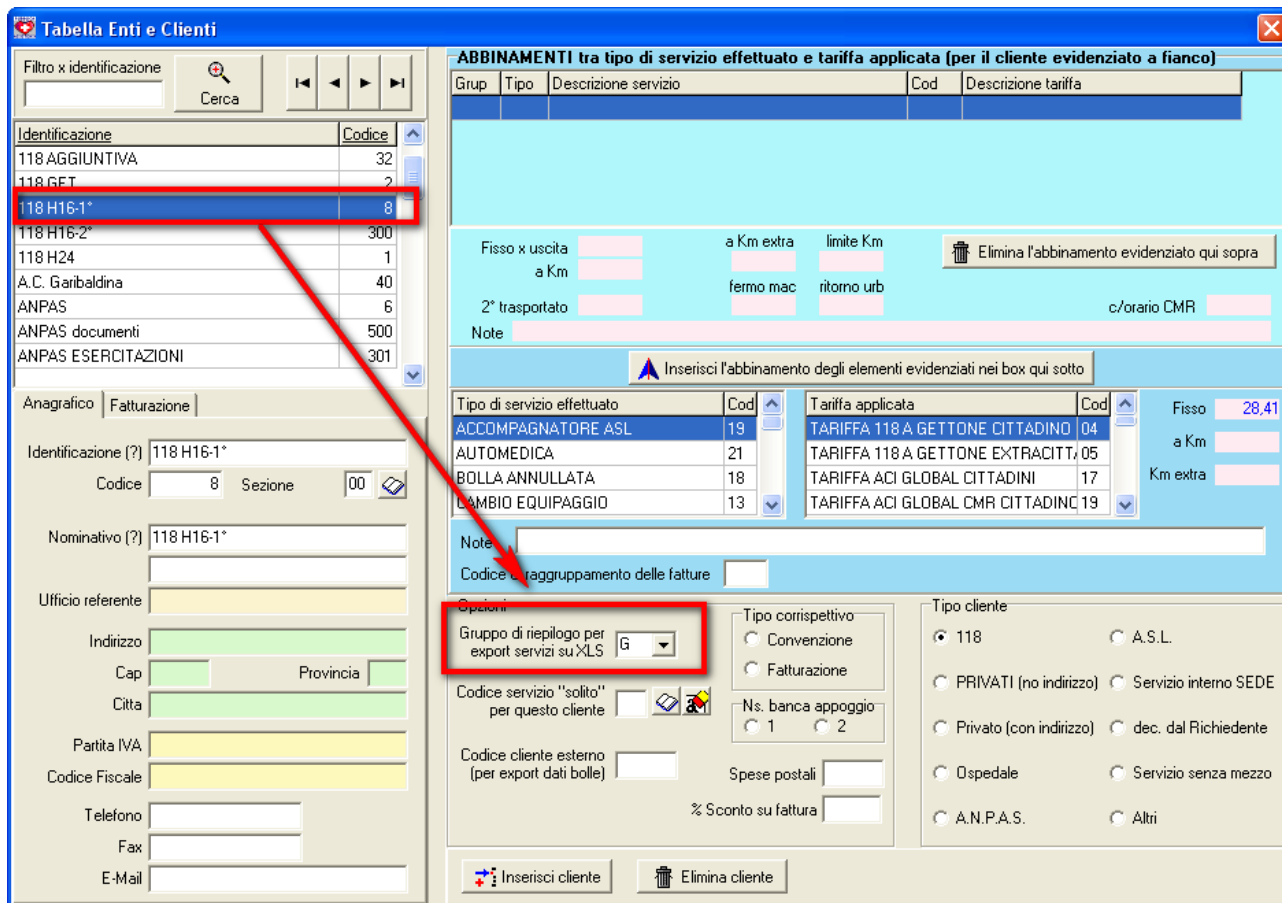 Tabella Enti e Clienti
Filtro x identificazione
Cerca
Identificazione Codice
118 AGGIUNTIVA 32
118 GET 2
118 H16-1° 8
118 H16-2° 300
118 H24 1
A.C. Garibaldina 40
ANPAS 6
ANPAS documenti 500
ANPAS ESERCITAZIONI 301
Anagrafico Fatturazione
Identificazione (?) 118 H16-1°
Codice 8 Sezione 00
Nominativo (?) 118 H16-1°
Ufficio referente
Indirizzo
Cap Provincia
Citta
Partita IVA
Codice Fiscale
Telefono
Fax
E-Mail
ABBINAMENTI tra tipo di servizio effettuato e tariffa applicata (per il cliente evidenziato a fianco)
Grup Tipo Descrizione servizio Cod Descrizione tariffa
Fisso x uscita a Km extra limite Km
Elimina l'abbinamento evidenziato qui sopra
a Km
fermo mac ritorno urb
2° trasportato c/orario CMR
Note
Inserisci l'abbinamento degli elementi evidenziati nei box qui sotto
Tipo di servizio effettuato Cod
ACCOMPAGNATORE ASL 19
AUTOMEDICA 21
BOLLA ANNULLATA 18
CAMBIO EQUIPAGGIO 13
Tariffa applicata Cod
TARIFFA 118 A GETTONE CITTADINO 04
TARIFFA 118 A GETTONE EXTRACITT 05
TARIFFA ACI GLOBAL CITTADINI 17
TARIFFA ACI GLOBAL CMR CITTADINO 19
Fisso 28,41
a Km
Km extra
Note
Codice raggruppamento delle fatture
Opzioni
Gruppo di riepilogo per
export servizi su XLS G
Codice servizio "solito"
per questo cliente
Codice cliente esterno
(per export dati bolle)
Tipo corrispettivo
Convenzione
Fatturazione
Ns. banca appoggio
1 2
Spese postali
% Sconto su fattura
Tipo cliente
118 A.S.L.
PRIVATI (no indirizzo) Servizio interno SEDE
Privato (con indirizzo) dec. dal Richiedente
Ospedale Servizio senza mezzo
A.N.P.A.S. Altri
Inserisci cliente Elimina cliente